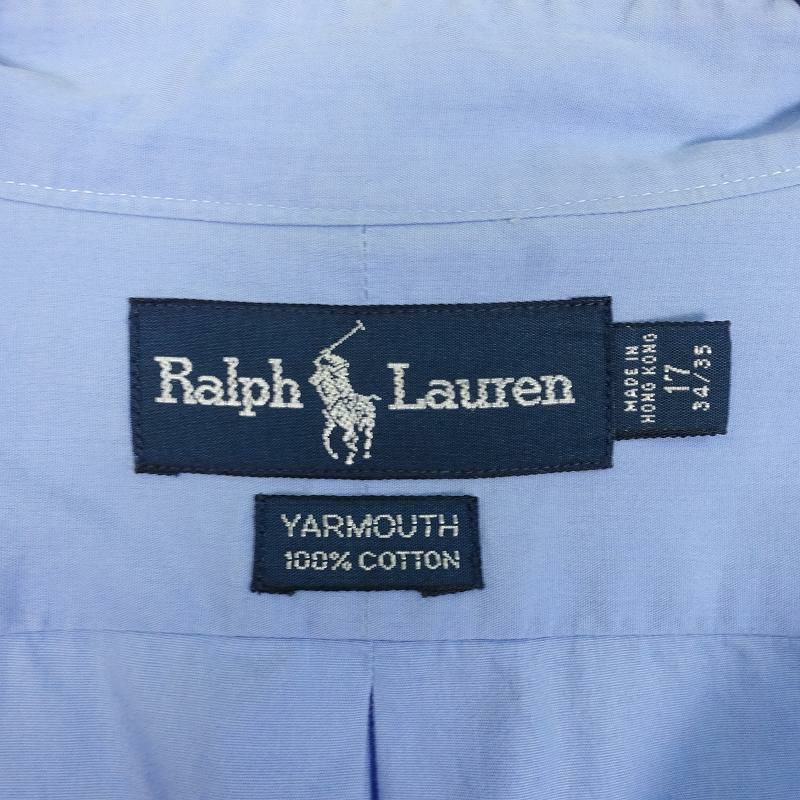 Ralph Lauren
MADE IN
HONG KONG
17
34/35
YARMOUTH
100% COTTON